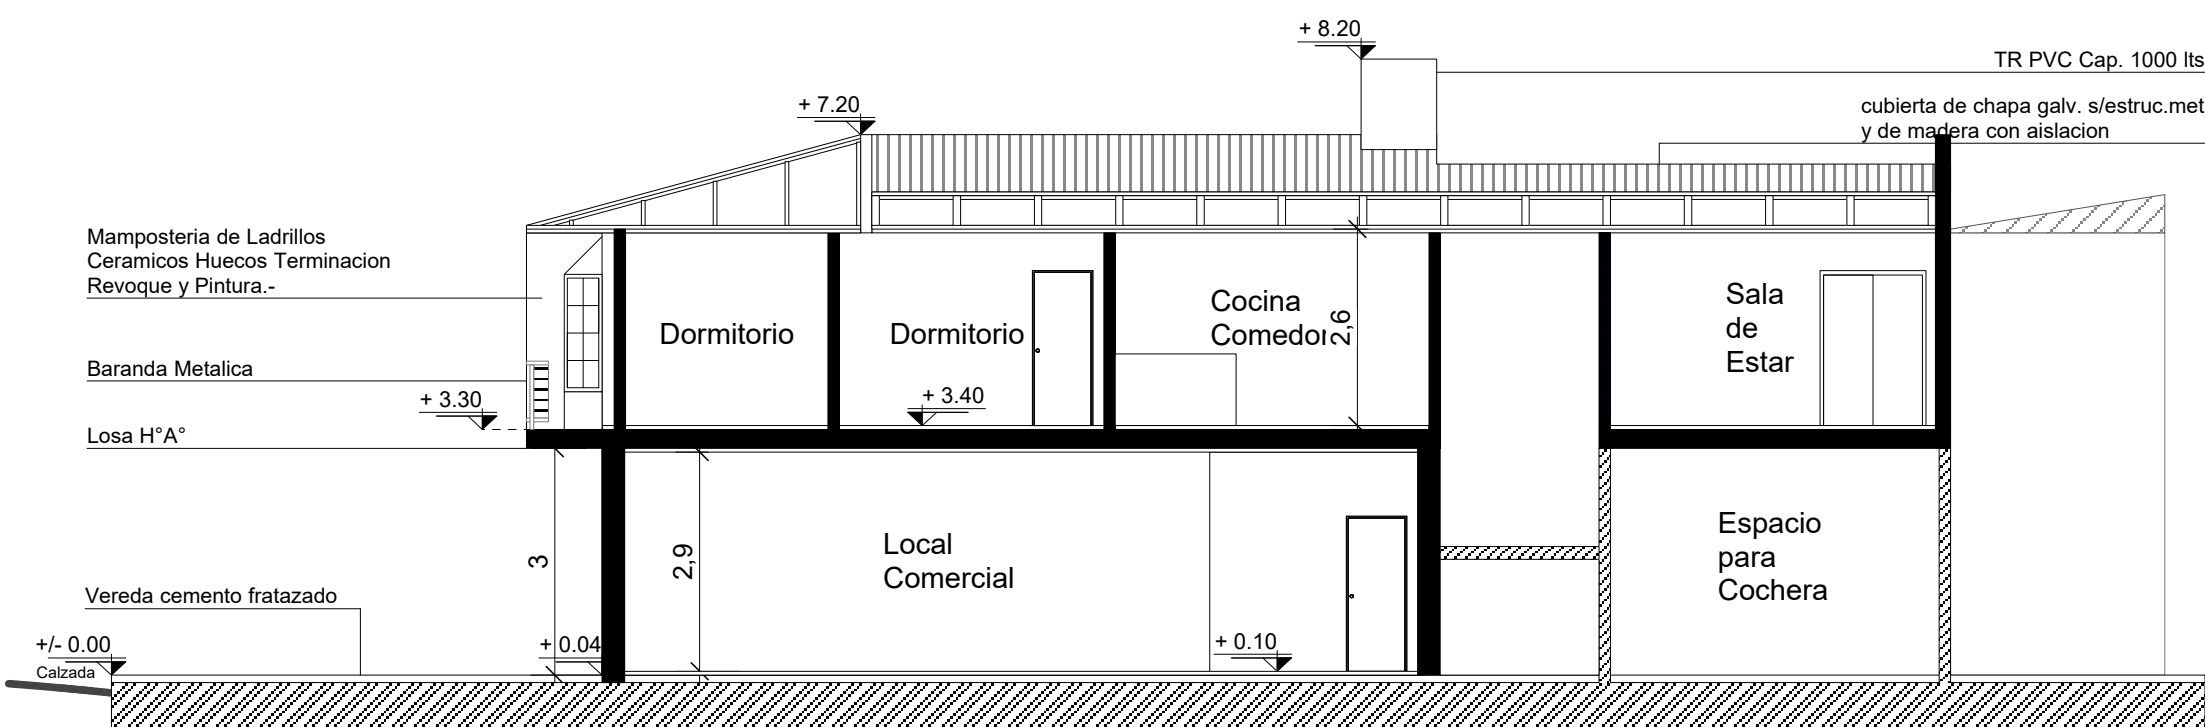 + 8.20
TR PVC Cap. 1000 lts
+ 7.20
cubierta de chapa galv. s/estruc.met
y de madera con aislacion
Mamposteria de Ladrillos
Ceramicos Huecos Terminacion
Revoque y Pintura.-
Dormitorio
Dormitorio
Cocina
Comedor
2,6
Sala
de
Estar
Baranda Metalica
+ 3.30
+ 3.40
Losa H°A°
3
2,9
Local
Comercial
Espacio
para
Cochera
Vereda cemento fratazado
+/- 0.00
Calzada
+ 0.04
+ 0.10